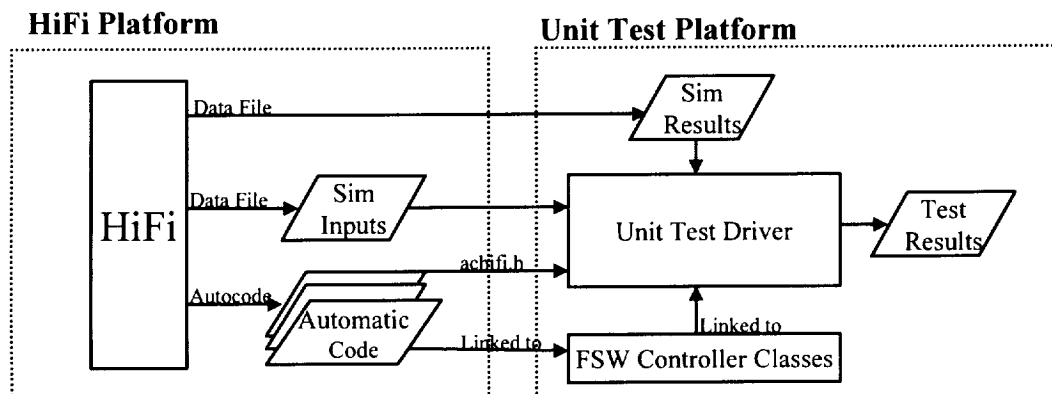 HiFi Platform
Unit Test Platform
Data File
Sim
Results
Data File
Sim
Inputs
HiFi
Unit Test Driver
Test
Results
achifi.h
Autocode
Automatic
Code
Linked to
Linked to
FSW Controller Classes